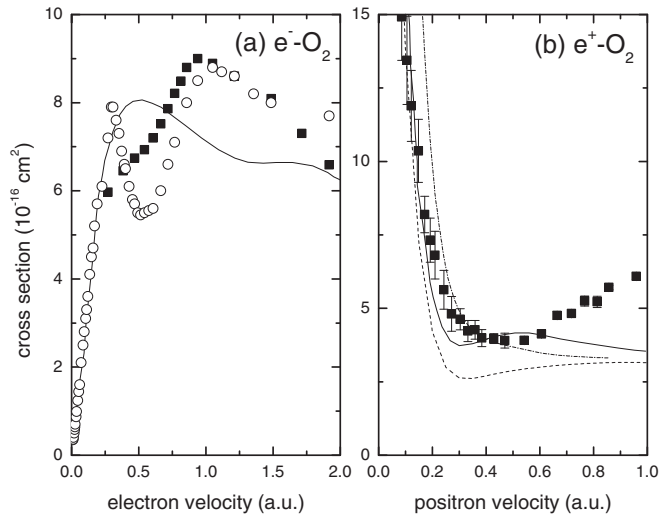 (a) e⁻-O₂
(b) e⁺-O₂
cross section (10⁻¹⁶ cm²)
10
8
6
4
2
0
0.0 0.5 1.0 1.5 2.0
electron velocity (a.u.)
15
10
5
0
0.0 0.2 0.4 0.6 0.8 1.0
positron velocity (a.u.)